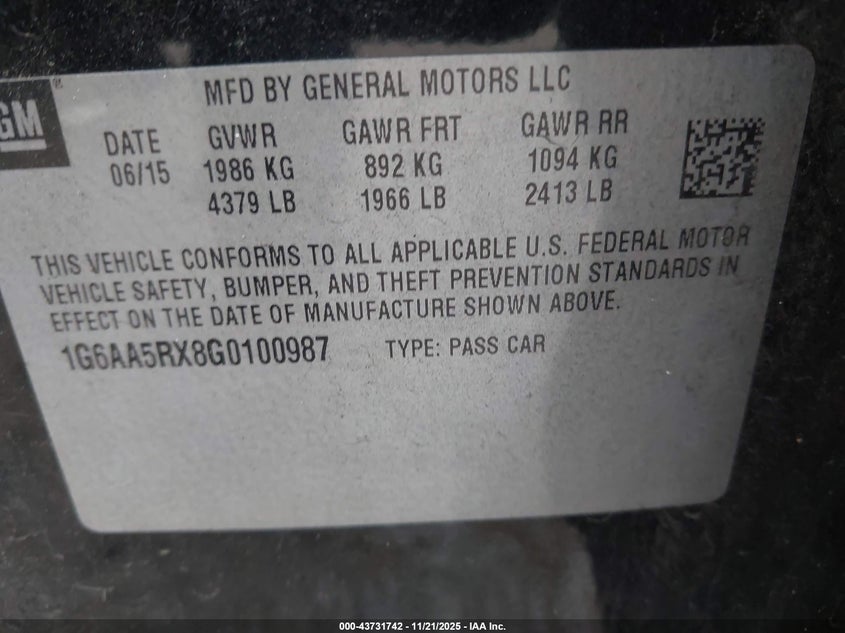 MFD BY GENERAL MOTORS LLC
GM®
DATE GVWR GAWR FRT GAWR RR
06/15 1986 KG 892 KG 1094 KG
4379 LB 1966 LB 2413 LB
THIS VEHICLE CONFORMS TO ALL APPLICABLE U.S. FEDERAL MOTOR
VEHICLE SAFETY, BUMPER, AND THEFT PREVENTION STANDARDS IN
EFFECT ON THE DATE OF MANUFACTURE SHOWN ABOVE.
1G6AA5RX8G0100987 TYPE: PASS CAR
000-43731742 - 11/21/2025 - IAA Inc.